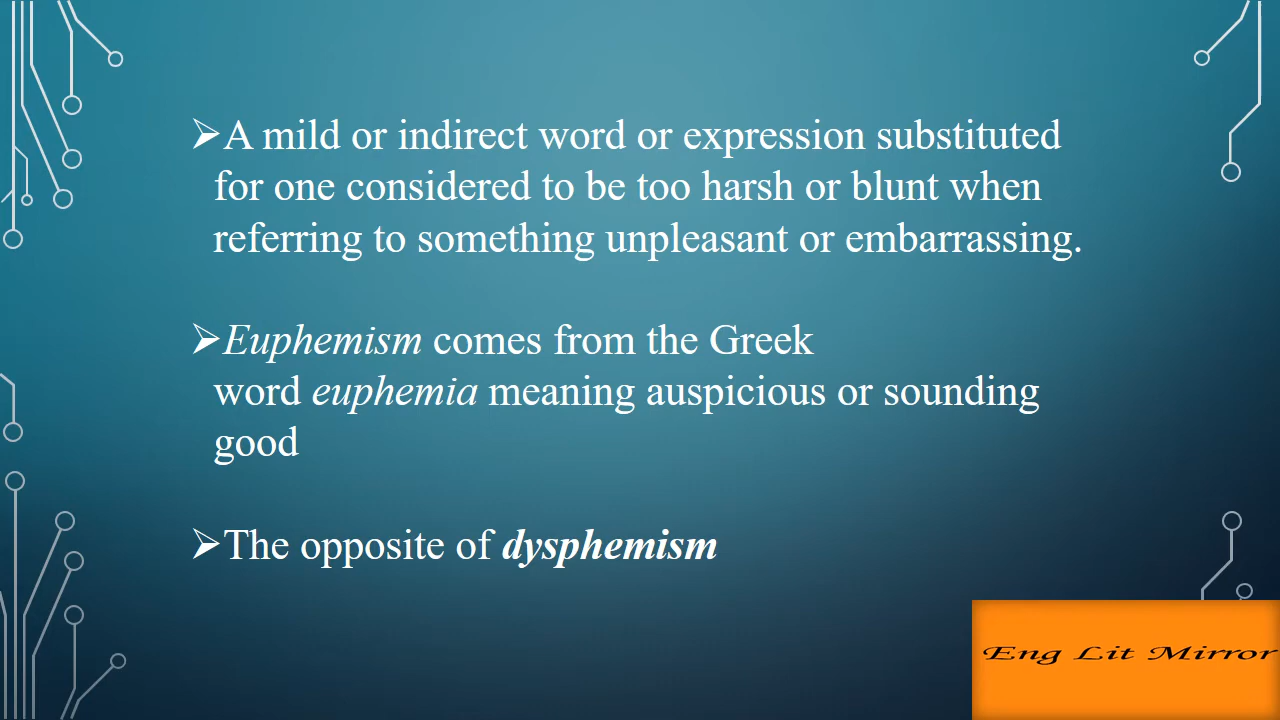 ➢A mild or indirect word or expression substituted
for one considered to be too harsh or blunt when
referring to something unpleasant or embarrassing.
➢Euphemism comes from the Greek
word euphemia meaning auspicious or sounding
good
➢The opposite of dysphemism
Eng Lit Mirror